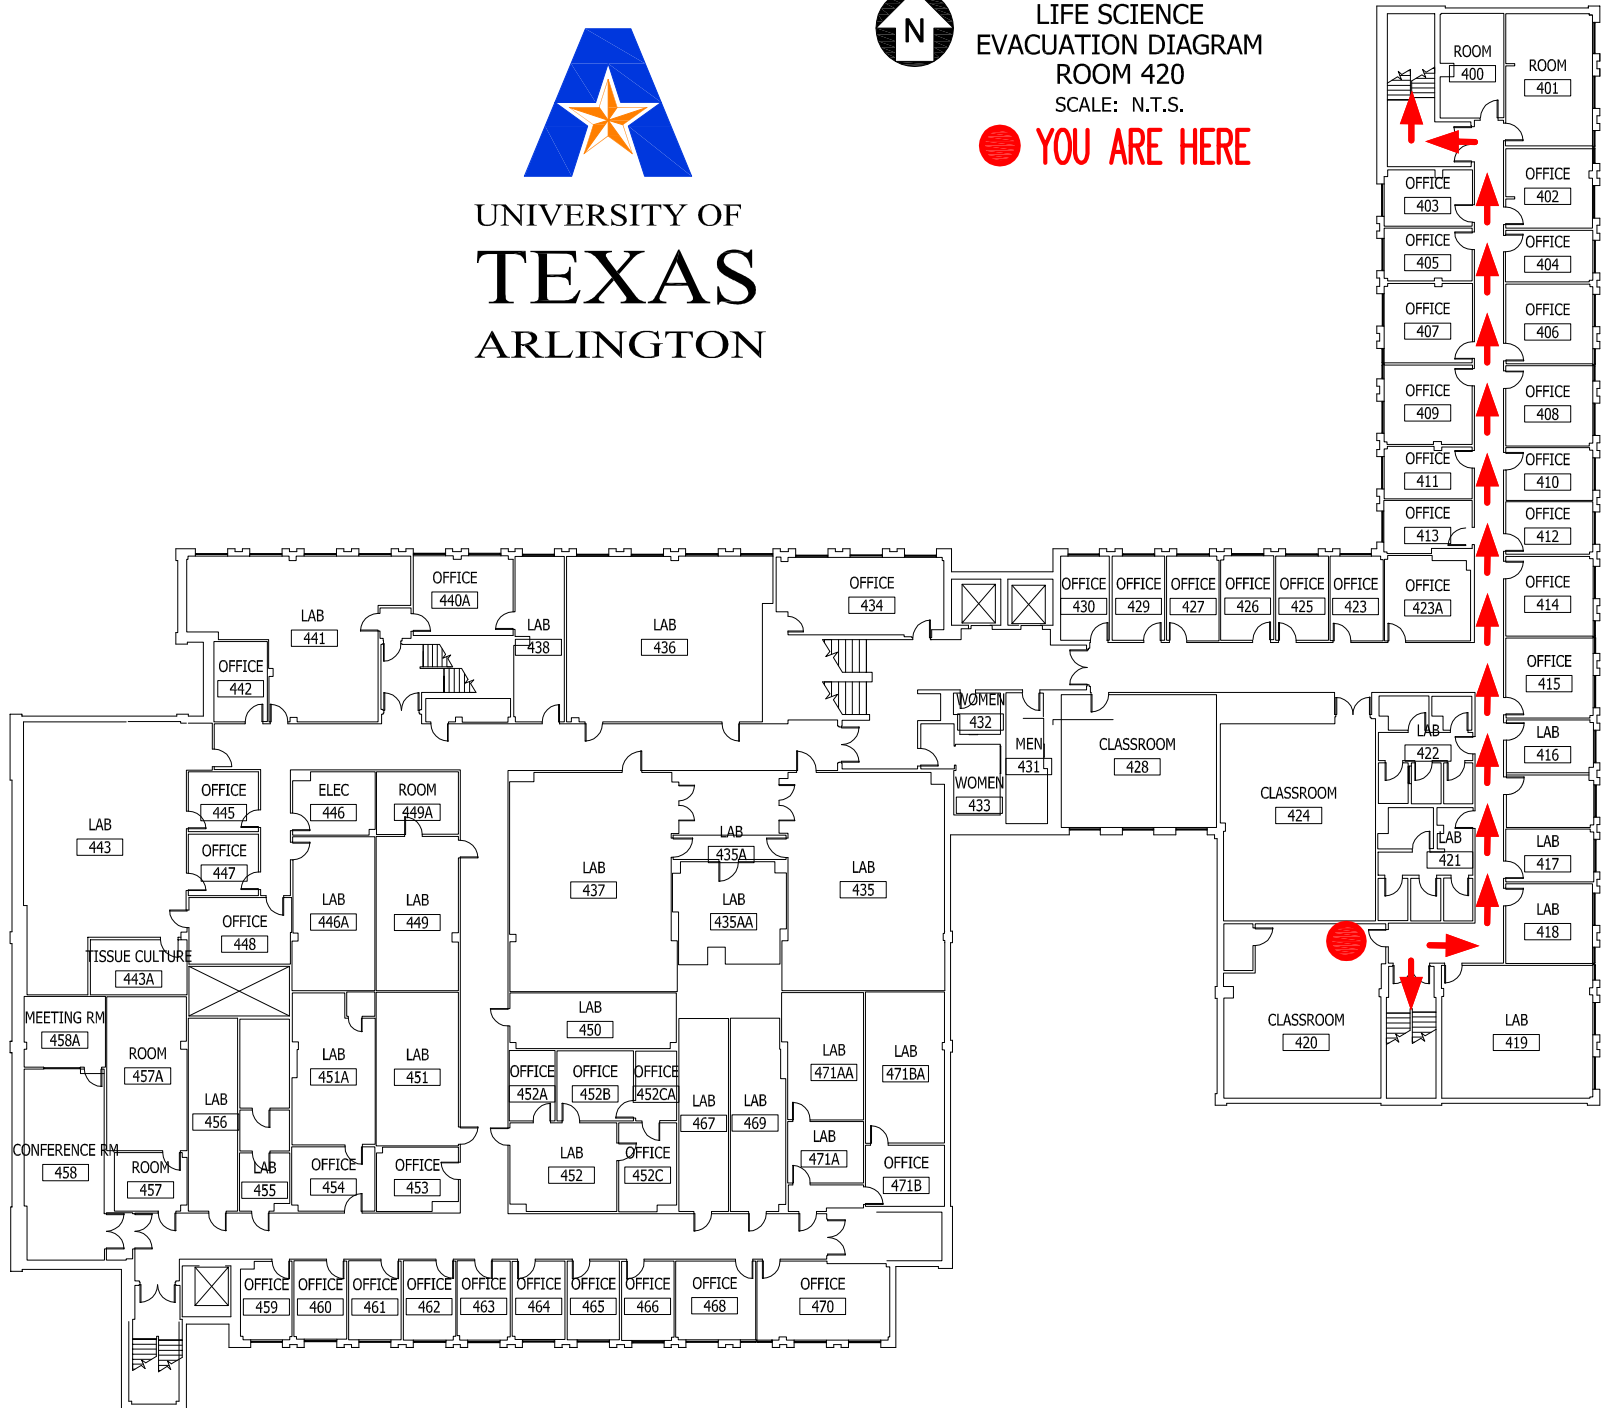 N
LIFE SCIENCE
EVACUATION DIAGRAM
ROOM 420
SCALE: N.T.S.
YOU ARE HERE
UNIVERSITY OF
TEXAS
ARLINGTON
ROOM
400
ROOM
401
OFFICE
402
OFFICE
403
OFFICE
404
OFFICE
405
OFFICE
406
OFFICE
407
OFFICE
408
OFFICE
409
OFFICE
410
OFFICE
411
OFFICE
412
OFFICE
413
OFFICE
414
OFFICE
415
LAB
416
LAB
417
LAB
418
LAB
419
CLASSROOM
420
LAB
421
LAB
422
OFFICE
423A
OFFICE
423
CLASSROOM
424
OFFICE
425
OFFICE
426
OFFICE
427
CLASSROOM
428
OFFICE
429
OFFICE
430
MEN
431
WOMEN
432
WOMEN
433
OFFICE
434
LAB
435
LAB
435A
LAB
435AA
LAB
436
LAB
437
LAB
438
OFFICE
440A
LAB
441
OFFICE
442
LAB
443
TISSUE CULTURE
443A
OFFICE
445
ELEC
446
LAB
446A
OFFICE
447
OFFICE
448
LAB
449
ROOM
449A
LAB
450
LAB
451
LAB
451A
LAB
452
OFFICE
452A
OFFICE
452B
OFFICE
452CA
OFFICE
452C
OFFICE
453
OFFICE
454
LAB
455
LAB
456
ROOM
457
ROOM
457A
CONFERENCE RM
458
MEETING RM
458A
OFFICE
459
OFFICE
460
OFFICE
461
OFFICE
462
OFFICE
463
OFFICE
464
OFFICE
465
OFFICE
466
LAB
467
OFFICE
468
LAB
469
OFFICE
470
LAB
471A
LAB
471AA
OFFICE
471B
LAB
471BA